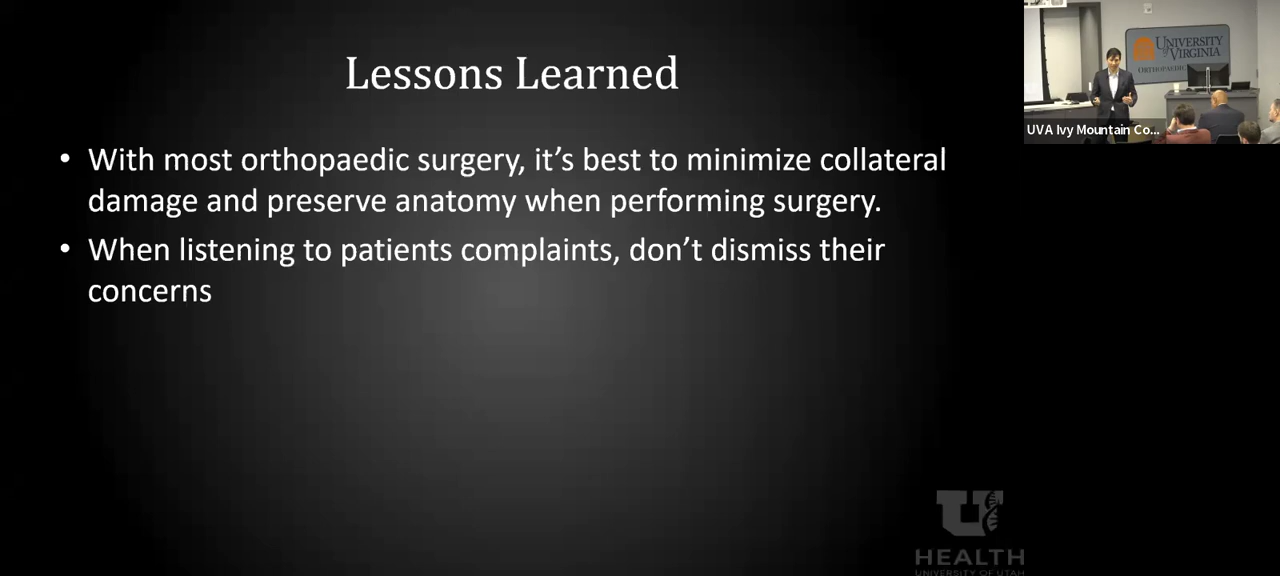 Lessons Learned
• With most orthopaedic surgery, it’s best to minimize collateral
damage and preserve anatomy when performing surgery.
• When listening to patients complaints, don’t dismiss their
concerns
UNIVERSITY
of VIRGINIA
UVA Ivy Mountain Co...
U
HEALTH
UNIVERSITY OF UTAH